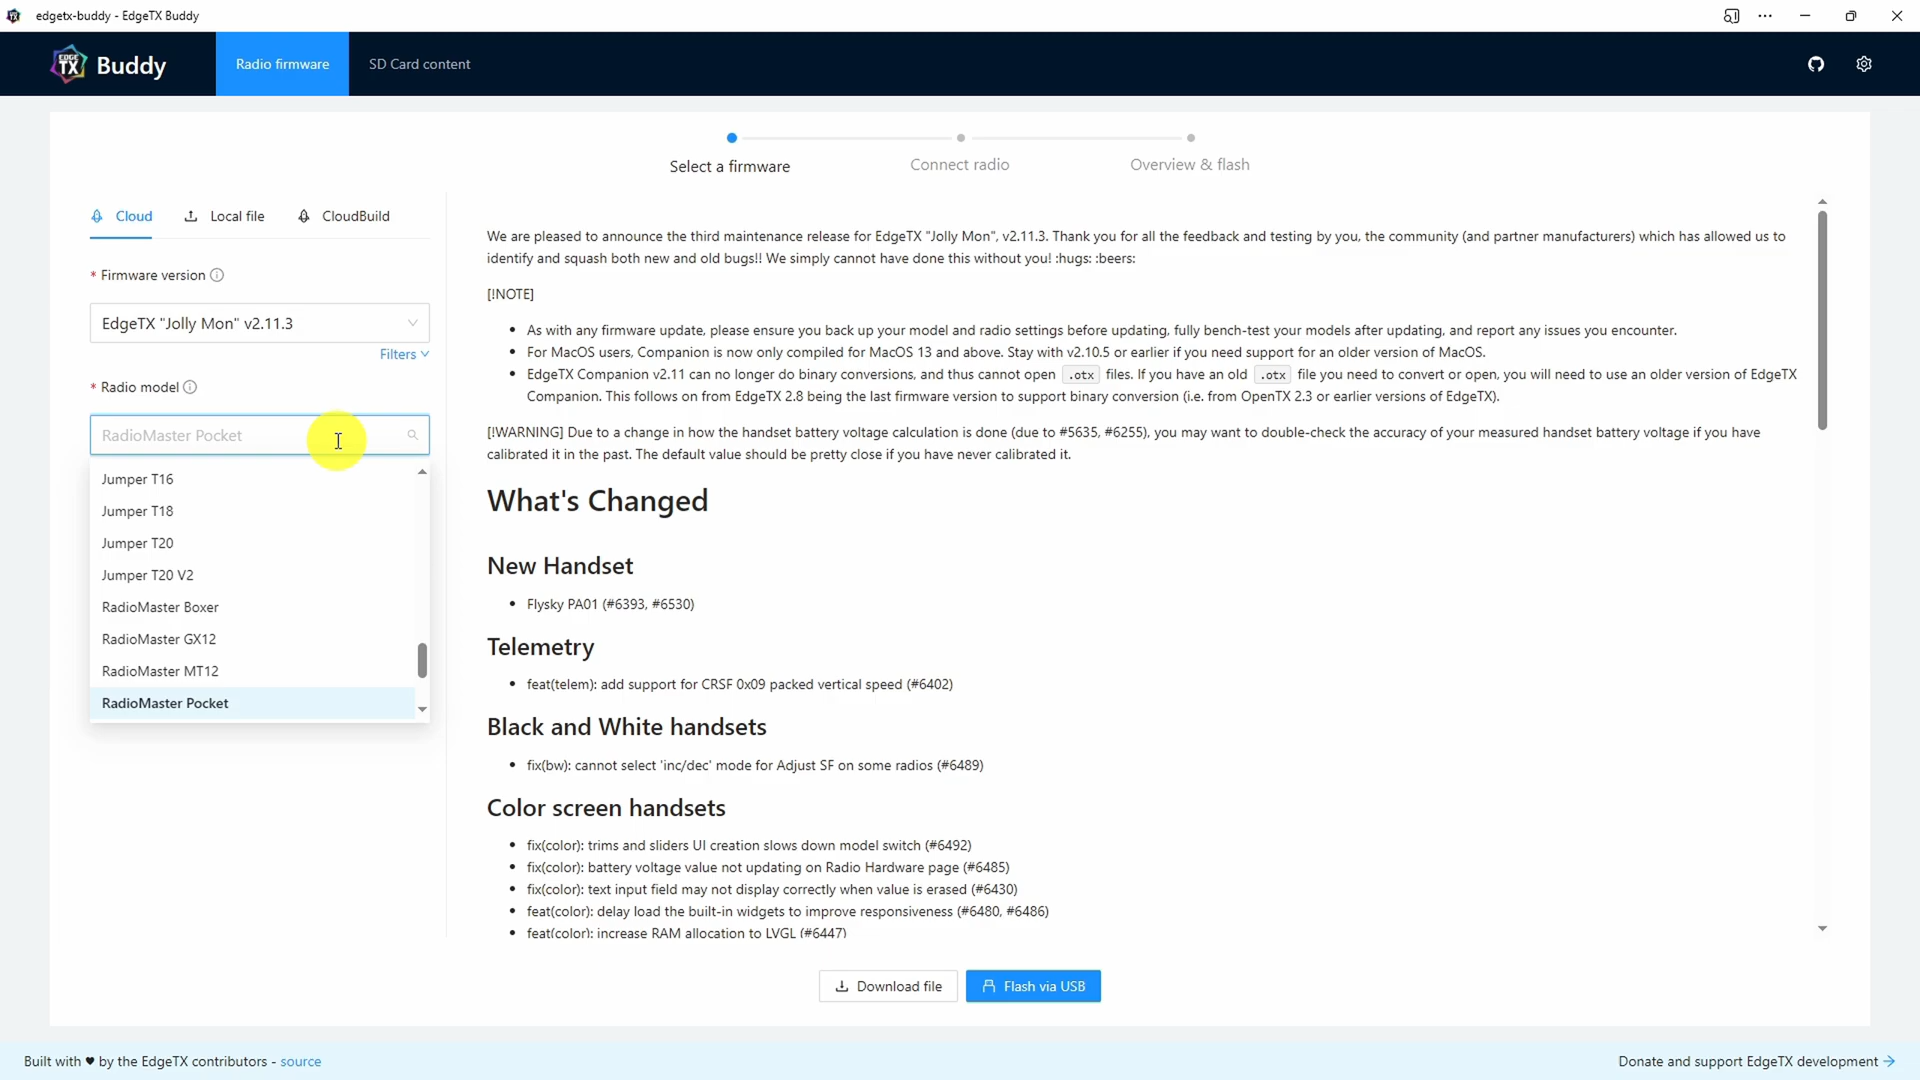 edgetx-buddy - EdgeTX Buddy
EDGE TX Buddy
Radio firmware
SD Card content
Select a firmware
Connect radio
Overview & flash
Cloud
Local file
CloudBuild
* Firmware version
EdgeTX "Jolly Mon" v2.11.3
Filters
* Radio model
RadioMaster Pocket
Jumper T16
Jumper T18
Jumper T20
Jumper T20 V2
RadioMaster Boxer
RadioMaster GX12
RadioMaster MT12
RadioMaster Pocket
We are pleased to announce the third maintenance release for EdgeTX "Jolly Mon", v2.11.3. Thank you for all the feedback and testing by you, the community (and partner manufacturers) which has allowed us to
identify and squash both new and old bugs!! We simply cannot have done this without you! :hugs: :beers:
[!NOTE]
• As with any firmware update, please ensure you back up your model and radio settings before updating, fully bench-test your models after updating, and report any issues you encounter.
• For MacOS users, Companion is now only compiled for MacOS 13 and above. Stay with v2.10.5 or earlier if you need support for an older version of MacOS.
• EdgeTX Companion v2.11 can no longer do binary conversions, and thus cannot open .otx files. If you have an old .otx file you need to convert or open, you will need to use an older version of EdgeTX
Companion. This follows on from EdgeTX 2.8 being the last firmware version to support binary conversion (i.e. from OpenTX 2.3 or earlier versions of EdgeTX).
[!WARNING] Due to a change in how the handset battery voltage calculation is done (due to #5635, #6255), you may want to double-check the accuracy of your measured handset battery voltage if you have
calibrated it in the past. The default value should be pretty close if you have never calibrated it.
What's Changed
New Handset
• Flysky PA01 (#6393, #6530)
Telemetry
• feat(telem): add support for CRSF 0x09 packed vertical speed (#6402)
Black and White handsets
• fix(bw): cannot select 'inc/dec' mode for Adjust SF on some radios (#6489)
Color screen handsets
• fix(color): trims and sliders UI creation slows down model switch (#6492)
• fix(color): battery voltage value not updating on Radio Hardware page (#6485)
• fix(color): text input field may not display correctly when value is erased (#6430)
• feat(color): delay load the built-in widgets to improve responsiveness (#6480, #6486)
• feat(color): increase RAM allocation to LVGL (#6447)
Download file
Flash via USB
Built with ♥ by the EdgeTX contributors - source
Donate and support EdgeTX development →